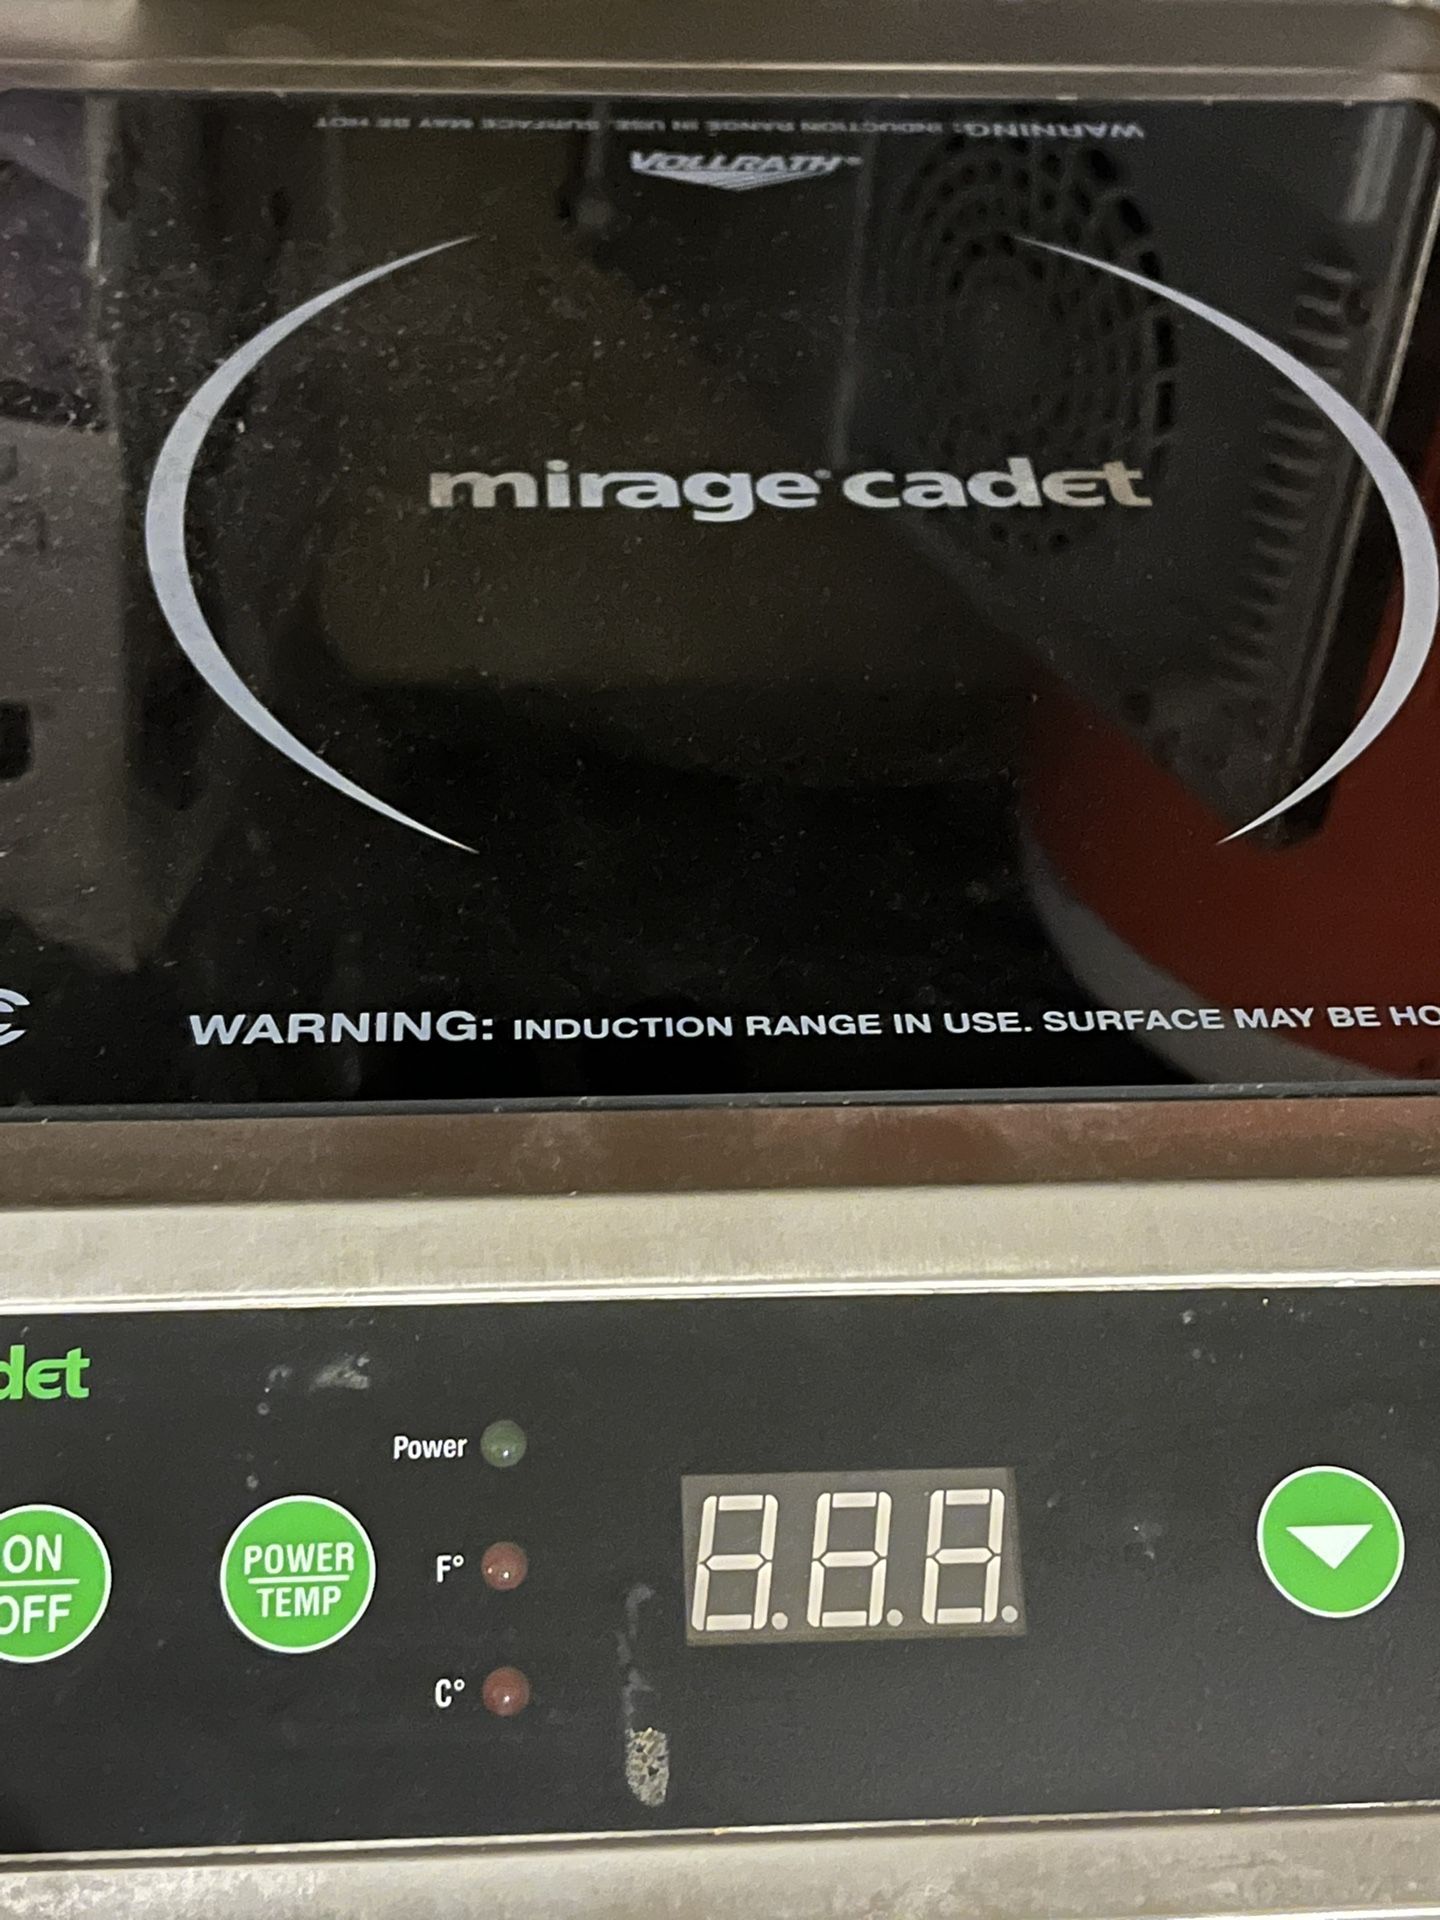 WARNING: INDUCTION RANGE IN USE. SURFACE MAY BE HOT
VOLLRATH™
mirage® cadet
C
WARNING: INDUCTION RANGE IN USE. SURFACE MAY BE HO
det
Power
ON
OFF
POWER
TEMP
F°
C°